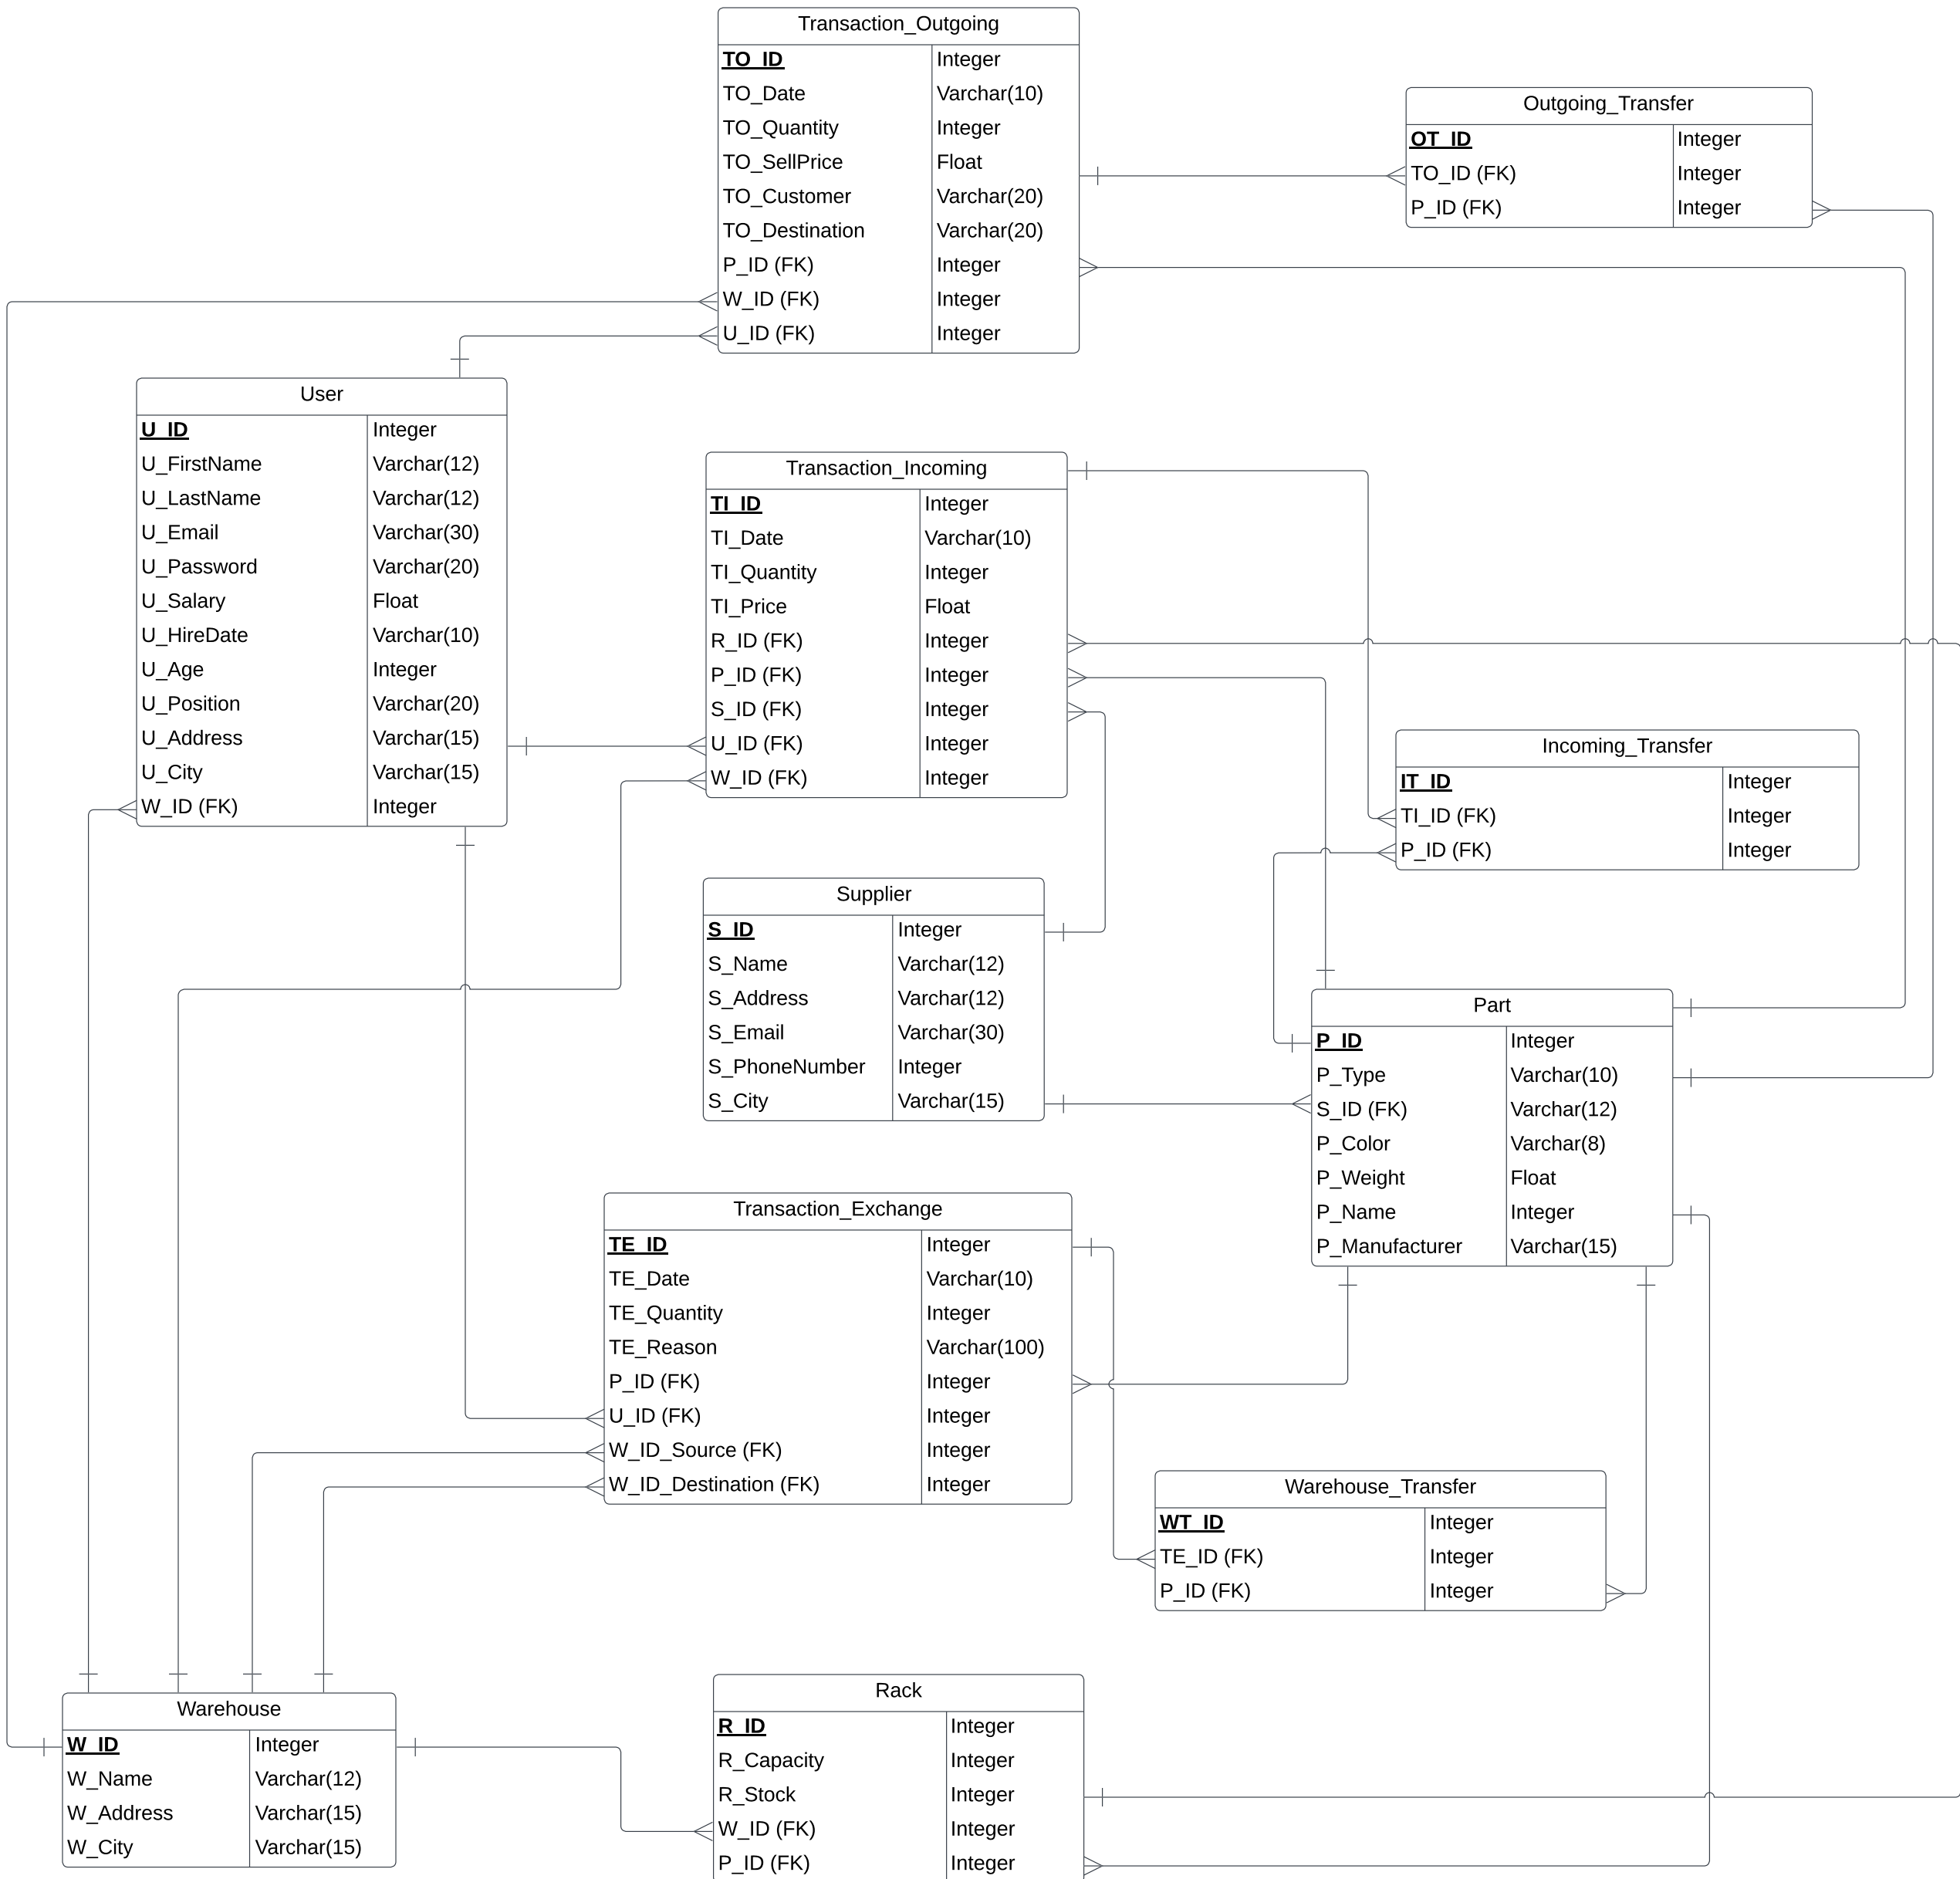 Transaction_Outgoing
TO_ID Integer
TO_Date Varchar(10)
TO_Quantity Integer
TO_SellPrice Float
TO_Customer Varchar(20)
TO_Destination Varchar(20)
P_ID (FK) Integer
W_ID (FK) Integer
U_ID (FK) Integer
Outgoing_Transfer
OT_ID Integer
TO_ID (FK) Integer
P_ID (FK) Integer
User
U_ID Integer
U_FirstName Varchar(12)
U_LastName Varchar(12)
U_Email Varchar(30)
U_Password Varchar(20)
U_Salary Float
U_HireDate Varchar(10)
U_Age Integer
U_Position Varchar(20)
U_Address Varchar(15)
U_City Varchar(15)
W_ID (FK) Integer
Transaction_Incoming
TI_ID Integer
TI_Date Varchar(10)
TI_Quantity Integer
TI_Price Float
R_ID (FK) Integer
P_ID (FK) Integer
S_ID (FK) Integer
U_ID (FK) Integer
W_ID (FK) Integer
Incoming_Transfer
IT_ID Integer
TI_ID (FK) Integer
P_ID (FK) Integer
Supplier
S_ID Integer
S_Name Varchar(12)
S_Address Varchar(12)
S_Email Varchar(30)
S_PhoneNumber Integer
S_City Varchar(15)
Part
P_ID Integer
P_Type Varchar(10)
S_ID (FK) Varchar(12)
P_Color Varchar(8)
P_Weight Float
P_Name Integer
P_Manufacturer Varchar(15)
Transaction_Exchange
TE_ID Integer
TE_Date Varchar(10)
TE_Quantity Integer
TE_Reason Varchar(100)
P_ID (FK) Integer
U_ID (FK) Integer
W_ID_Source (FK) Integer
W_ID_Destination (FK) Integer
Warehouse_Transfer
WT_ID Integer
TE_ID (FK) Integer
P_ID (FK) Integer
Warehouse
W_ID Integer
W_Name Varchar(12)
W_Address Varchar(15)
W_City Varchar(15)
Rack
R_ID Integer
R_Capacity Integer
R_Stock Integer
W_ID (FK) Integer
P_ID (FK) Integer